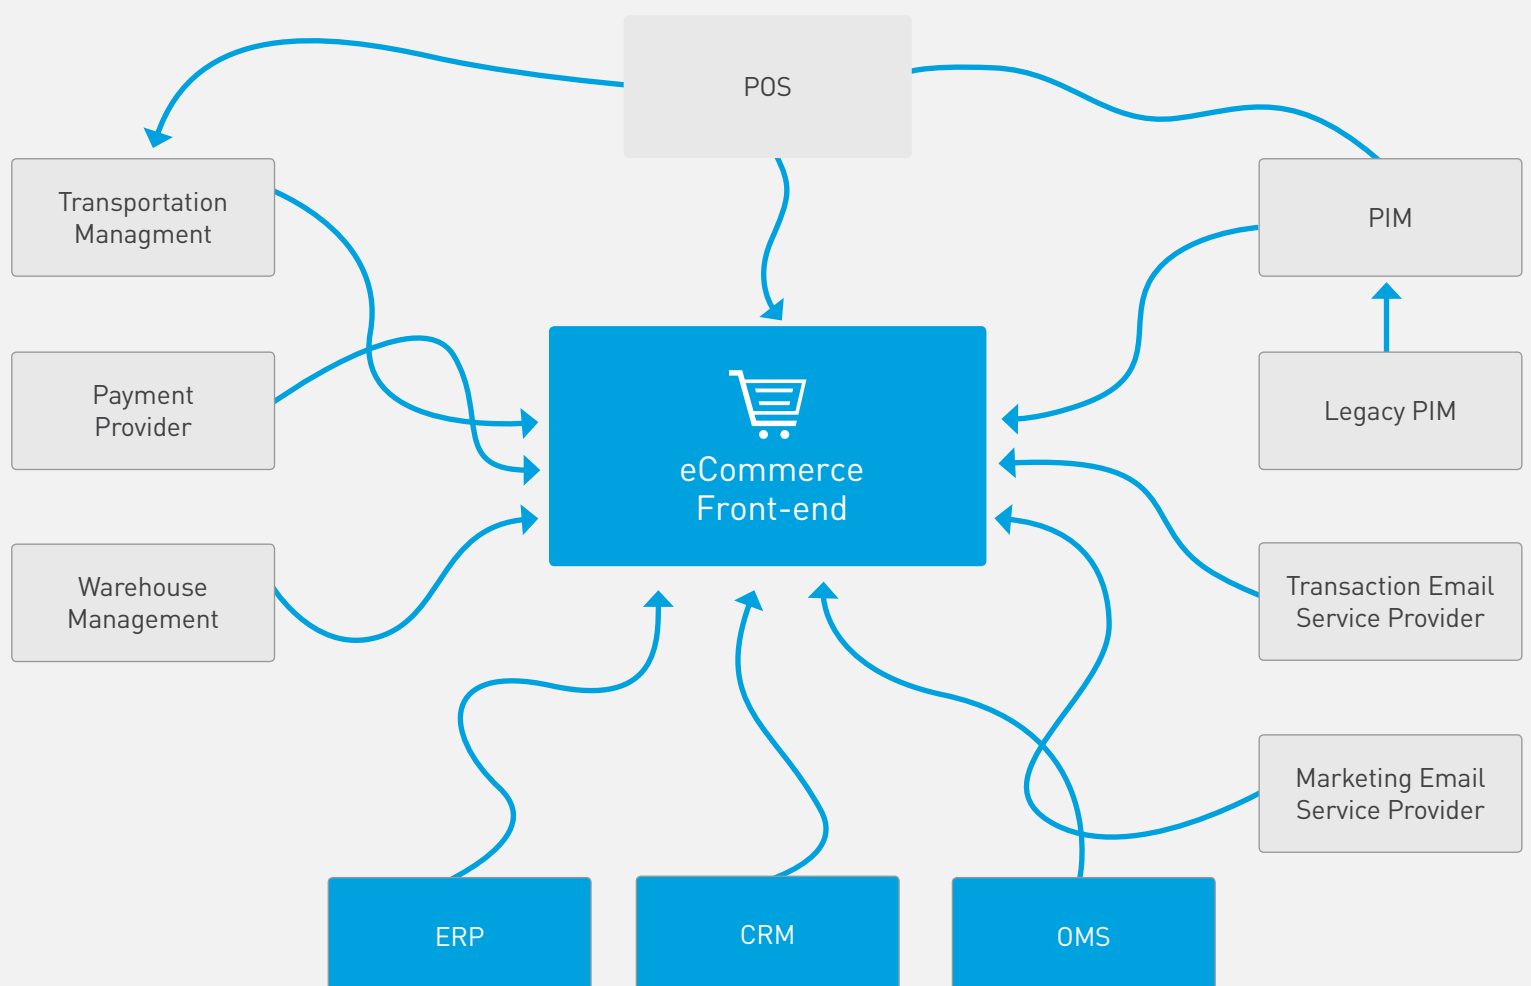 POS
Transportation
Managment
PIM
Payment
Provider
Legacy PIM
eCommerce
Front-end
Warehouse
Management
Transaction Email
Service Provider
Marketing Email
Service Provider
ERP
CRM
OMS